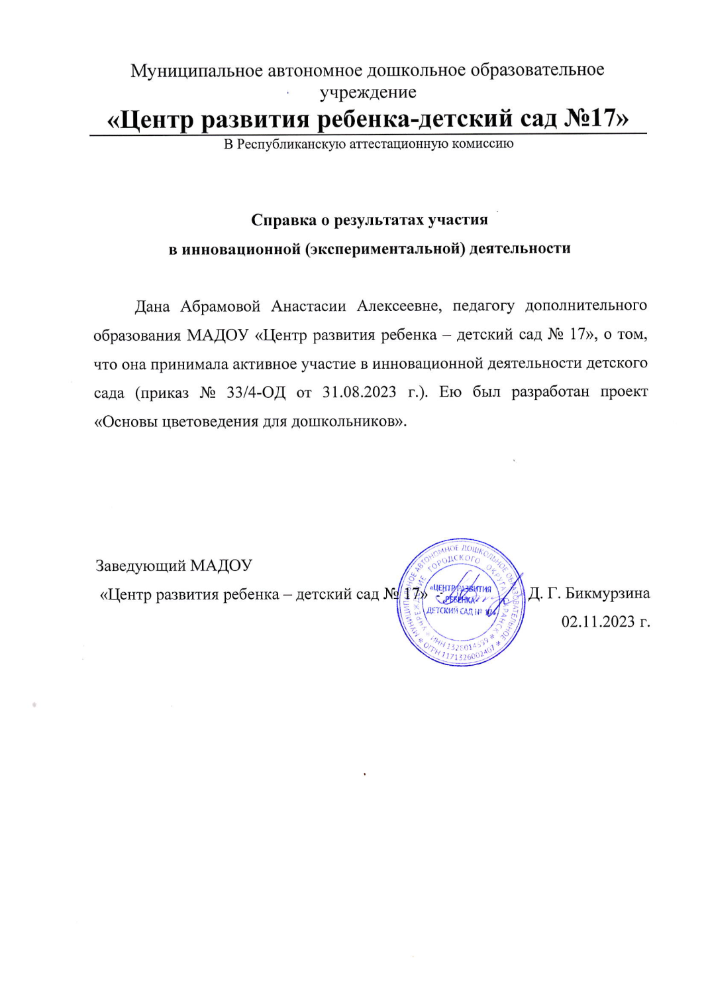 Муниципальное автономное дошкольное образовательное
учреждение
«Центр развития ребенка-детский сад №17»
В Республиканскую аттестационную комиссию
Справка о результатах участия
в инновационной (экспериментальной) деятельности
Дана Абрамовой Анастасии Алексеевне, педагогу дополнительного
образования МАДОУ «Центр развития ребенка – детский сад № 17», о том,
что она принимала активное участие в инновационной деятельности детского
сада (приказ № 33/4-ОД от 31.08.2023 г.). Ею был разработан проект
«Основы цветоведения для дошкольников».
Заведующий МАДОУ
«Центр развития ребенка – детский сад № 17»
Д. Г. Бикмурзина
02.11.2023 г.
МУНИЦИПАЛЬНОЕ АВТОНОМНОЕ ДОШКОЛЬНОЕ ОБРАЗОВАТЕЛЬНОЕ
УЧРЕЖДЕНИЕ ГОРОДСКОГО ОКРУГА САРАНСК
«ЦЕНТР РАЗВИТИЯ
РЕБЕНКА
ДЕТСКИЙ САД № 17»
ИНН
ОГРН